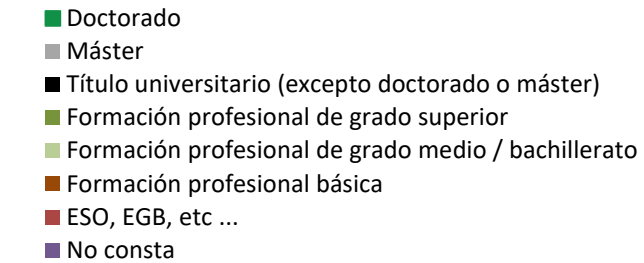 Doctorado
Máster
Título universitario (excepto doctorado o máster)
Formación profesional de grado superior
Formación profesional de grado medio / bachillerato
Formación profesional básica
ESO, EGB, etc ...
No consta